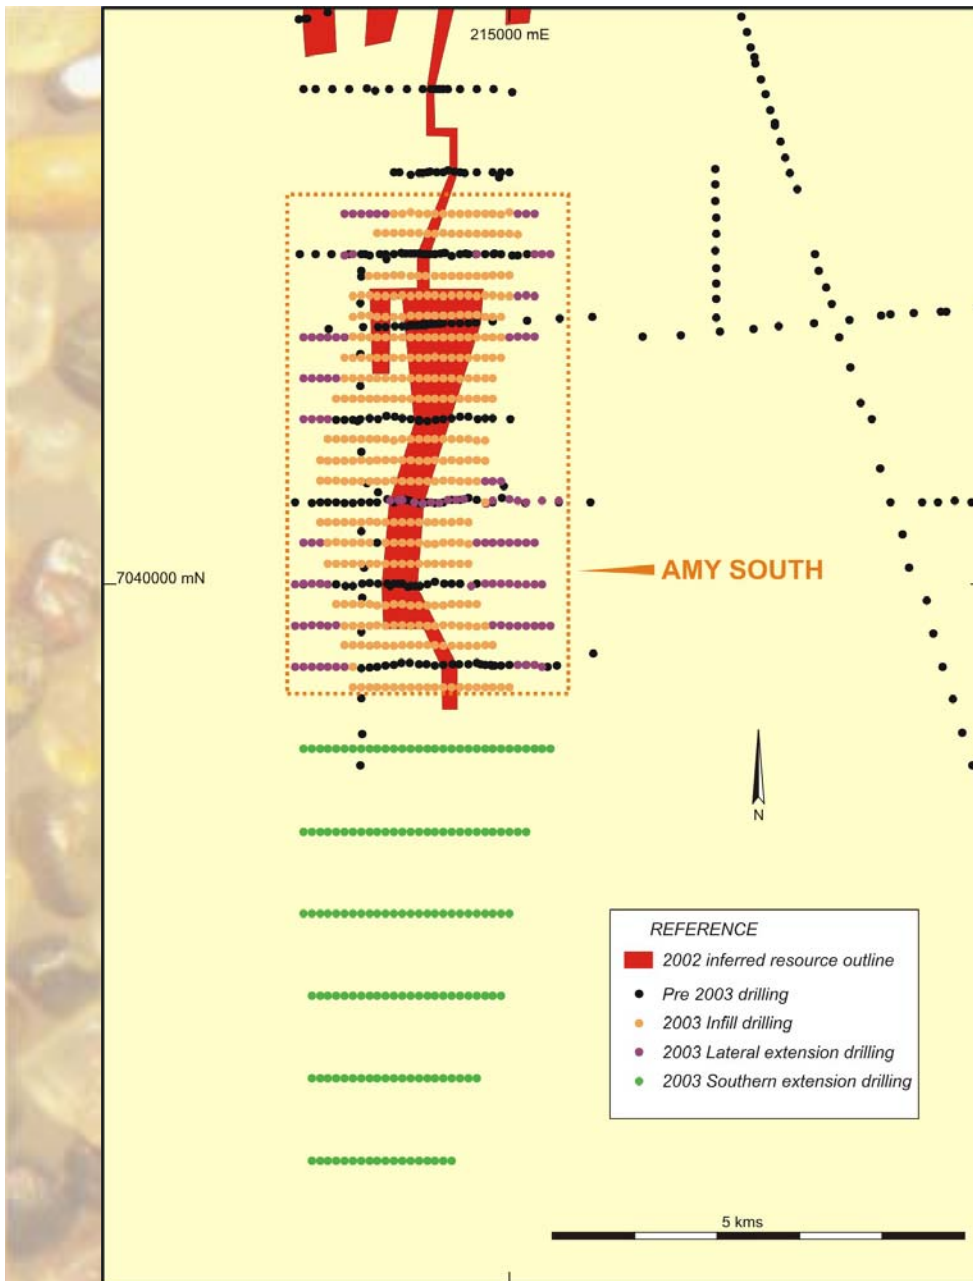 215000 mE
AMY SOUTH
7040000 mN
N
REFERENCE
2002 inferred resource outline
Pre 2003 drilling
2003 Infill drilling
2003 Lateral extension drilling
2003 Southern extension drilling
5 kms